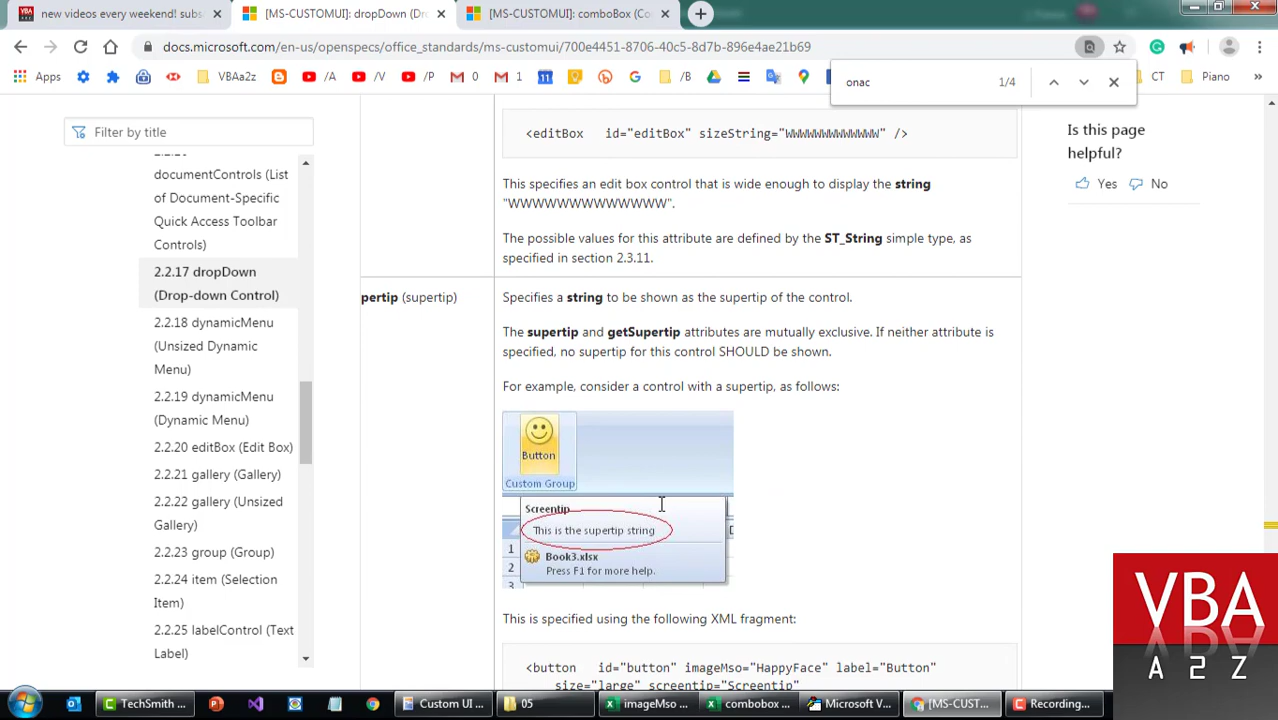 new videos every weekend! subs
[MS-CUSTOMUI]: dropDown (Dr
[MS-CUSTOMUI]: comboBox (Co
docs.microsoft.com/en-us/openspecs/office_standards/ms-customui/700e4451-8706-40c5-8d7b-896e4ae21b69
Apps VBAa2z /A /V /P 0 1 /B CT Piano
onac 1/4
Filter by title
documentControls (List
of Document-Specific
Quick Access Toolbar
Controls)
2.2.17 dropDown
(Drop-down Control)
2.2.18 dynamicMenu
(Unsized Dynamic
Menu)
2.2.19 dynamicMenu
(Dynamic Menu)
2.2.20 editBox (Edit Box)
2.2.21 gallery (Gallery)
2.2.22 gallery (Unsized
Gallery)
2.2.23 group (Group)
2.2.24 item (Selection
Item)
2.2.25 labelControl (Text
Label)
<editBox id="editBox" sizeString="WWWWWWWWWWWW" />
This specifies an edit box control that is wide enough to display the string
"WWWWWWWWWWWWW".
The possible values for this attribute are defined by the ST_String simple type, as
specified in section 2.3.11.
pertip (supertip)
Specifies a string to be shown as the supertip of the control.
The supertip and getSupertip attributes are mutually exclusive. If neither attribute is
specified, no supertip for this control SHOULD be shown.
For example, consider a control with a supertip, as follows:
Button
Custom Group
Screentip
This is the supertip string
D
1
2
3
Book3.xlsx
Press F1 for more help.
This is specified using the following XML fragment:
<button id="button" imageMso="HappyFace" label="Button"
size="large" screentip="Screentip"
Is this page
helpful?
Yes No
VBA
A 2 Z
TechSmith ... Custom UI ... 05 imageMso ... combobox ... Microsoft V... [MS-CUST... Recording...